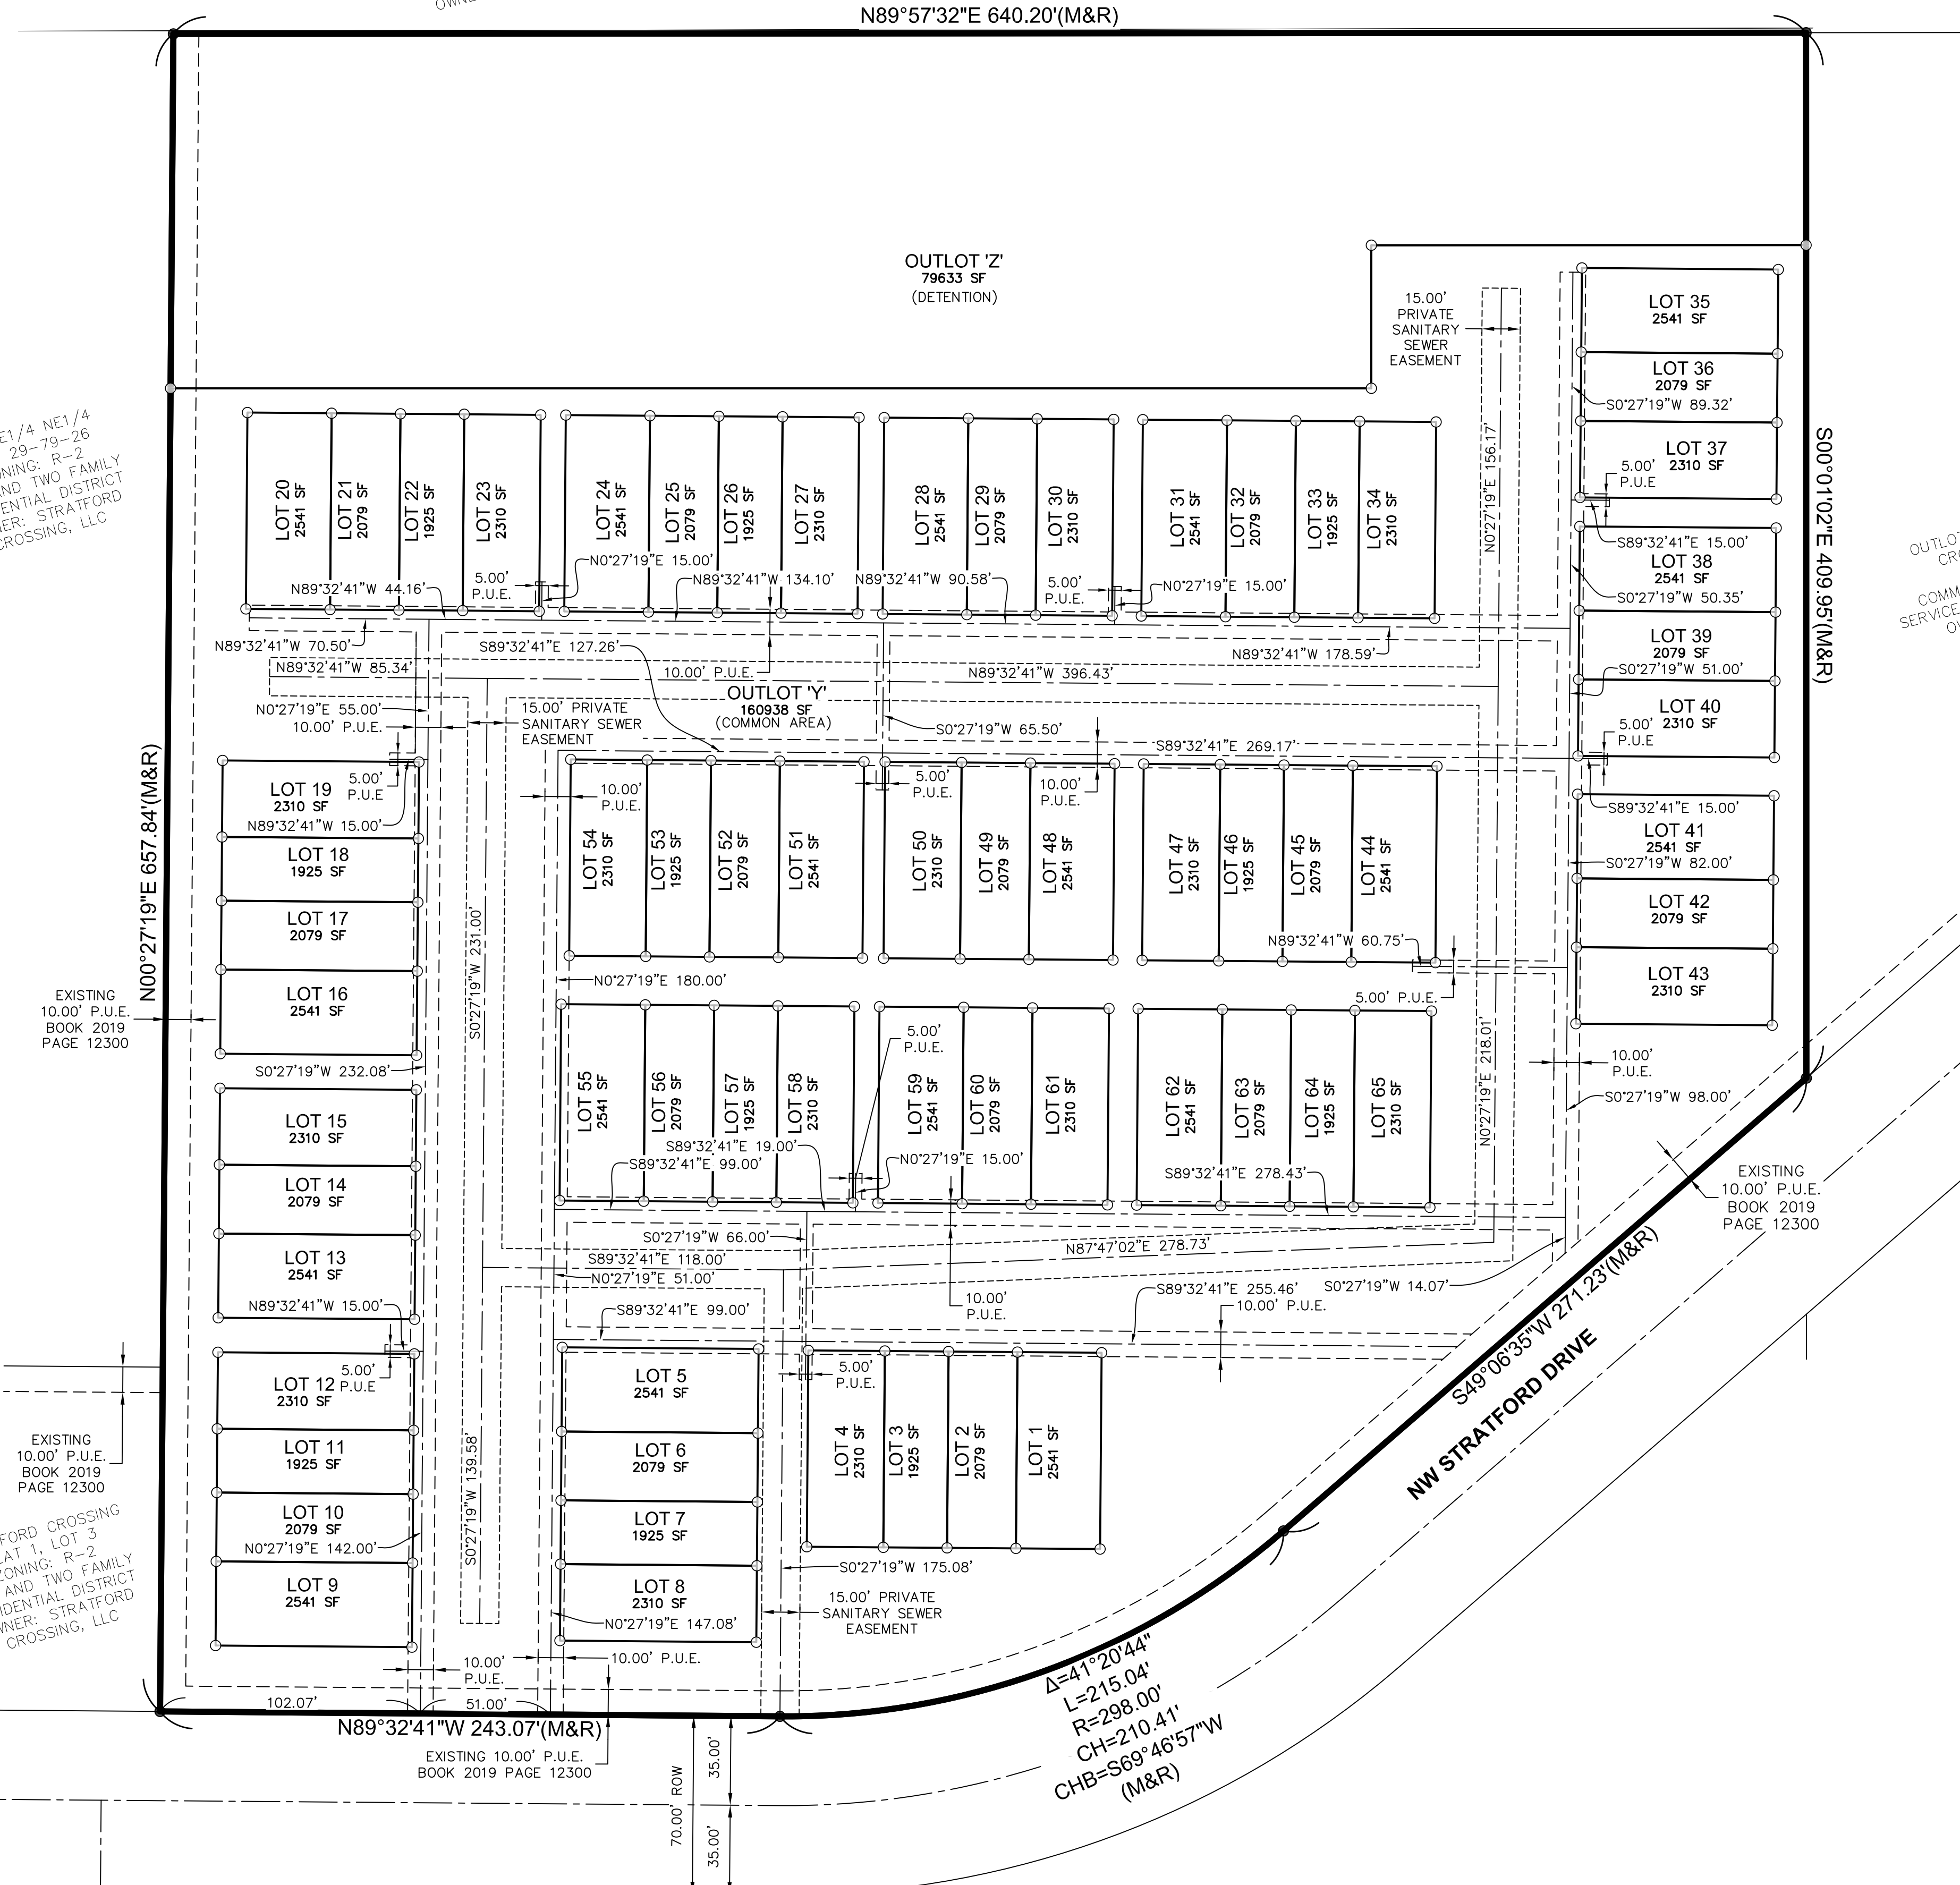 N89°57'32"E 640.20'(M&R)
OUTLOT 'Z'
79633 SF
(DETENTION)
15.00'
PRIVATE
SANITARY
SEWER
EASEMENT
LOT 35
2541 SF
LOT 36
2079 SF
S0°27'19"W 89.32'
LOT 37
2310 SF
5.00'
P.U.E
S89°32'41"E 15.00'
LOT 38
2541 SF
S0°27'19"W 50.35'
LOT 39
2079 SF
S0°27'19"W 51.00'
LOT 40
2310 SF
5.00'
P.U.E
S89°32'41"E 15.00'
LOT 41
2541 SF
S0°27'19"W 82.00'
LOT 42
2079 SF
LOT 43
2310 SF
10.00'
P.U.E.
S0°27'19"W 98.00'
S00°01'02"E 409.95'(M&R)
N0°27'19"E 156.17'
29-79-26
AND TWO FAMILY
STRATFORD
LOT 20
2541 SF
LOT 21
2079 SF
LOT 22
1925 SF
LOT 23
2310 SF
LOT 24
2541 SF
LOT 25
2079 SF
LOT 26
1925 SF
LOT 27
2310 SF
LOT 28
2541 SF
LOT 29
2079 SF
LOT 30
2310 SF
LOT 31
2541 SF
LOT 32
2079 SF
LOT 33
1925 SF
LOT 34
2310 SF
N89°32'41"W 44.16'
5.00'
P.U.E.
N0°27'19"E 15.00'
N89°32'41"W 134.10'
N89°32'41"W 90.58'
5.00'
P.U.E.
N0°27'19"E 15.00'
N89°32'41"W 70.50'
S89°32'41"E 127.26'
N89°32'41"W 178.59'
N89°32'41"W 85.34'
10.00' P.U.E.
N89°32'41"W 396.43'
OUTLOT 'Y'
160938 SF
(COMMON AREA)
N0°27'19"E 55.00'
10.00' P.U.E.
15.00' PRIVATE
SANITARY SEWER
EASEMENT
S0°27'19"W 65.50'
S89°32'41"E 269.17'
N00°27'19"E 657.84'(M&R)
LOT 19
2310 SF
5.00'
P.U.E
N89°32'41"W 15.00'
LOT 18
1925 SF
LOT 17
2079 SF
LOT 16
2541 SF
S0°27'19"W 231.00'
S0°27'19"W 232.08'
10.00'
P.U.E.
5.00'
P.U.E.
10.00'
P.U.E.
LOT 54
2310 SF
LOT 53
1925 SF
LOT 52
2079 SF
LOT 51
2541 SF
LOT 50
2310 SF
LOT 49
2079 SF
LOT 48
2541 SF
LOT 47
2310 SF
LOT 46
1925 SF
LOT 45
2079 SF
LOT 44
2541 SF
N89°32'41"W 60.75'
5.00' P.U.E.
N0°27'19"E 180.00'
EXISTING
10.00' P.U.E.
BOOK 2019
PAGE 12300
LOT 15
2310 SF
LOT 14
2079 SF
LOT 13
2541 SF
N89°32'41"W 15.00'
LOT 55
2541 SF
LOT 56
2079 SF
LOT 57
1925 SF
LOT 58
2310 SF
5.00'
P.U.E.
LOT 59
2541 SF
LOT 60
2079 SF
LOT 61
2310 SF
LOT 62
2541 SF
LOT 63
2079 SF
LOT 64
1925 SF
LOT 65
2310 SF
N0°27'19"E 218.01'
S89°32'41"E 19.00'
S89°32'41"E 99.00'
N0°27'19"E 15.00'
S89°32'41"E 278.43'
EXISTING
10.00' P.U.E.
BOOK 2019
PAGE 12300
S0°27'19"W 66.00'
N87°47'02"E 278.73'
S89°32'41"E 118.00'
N0°27'19"E 51.00'
S89°32'41"E 99.00'
10.00'
P.U.E.
S89°32'41"E 255.46'
S0°27'19"W 14.07'
10.00' P.U.E.
S49°06'35"W 271.23'(M&R)
NW STRATFORD DRIVE
LOT 12
2310 SF
5.00'
P.U.E
LOT 11
1925 SF
LOT 10
2079 SF
N0°27'19"E 142.00'
LOT 9
2541 SF
S0°27'19"W 139.58'
LOT 5
2541 SF
LOT 6
2079 SF
LOT 7
1925 SF
LOT 8
2310 SF
N0°27'19"E 147.08'
5.00'
P.U.E.
LOT 4
2310 SF
LOT 3
1925 SF
LOT 2
2079 SF
LOT 1
2541 SF
S0°27'19"W 175.08'
15.00' PRIVATE
SANITARY SEWER
EASEMENT
EXISTING
10.00' P.U.E.
BOOK 2019
PAGE 12300
CROSSING
1, LOT 3
ZONING: R-2
AND TWO FAMILY
DISTRICT
STRATFORD
CROSSING, LLC
10.00'
P.U.E.
10.00' P.U.E.
102.07'
51.00'
N89°32'41"W 243.07'(M&R)
EXISTING 10.00' P.U.E.
BOOK 2019 PAGE 12300
70.00' ROW
35.00'
35.00'
Δ=41°20'44"
L=215.04'
R=298.00'
CH=210.41'
CHB=S69°46'57"W
(M&R)